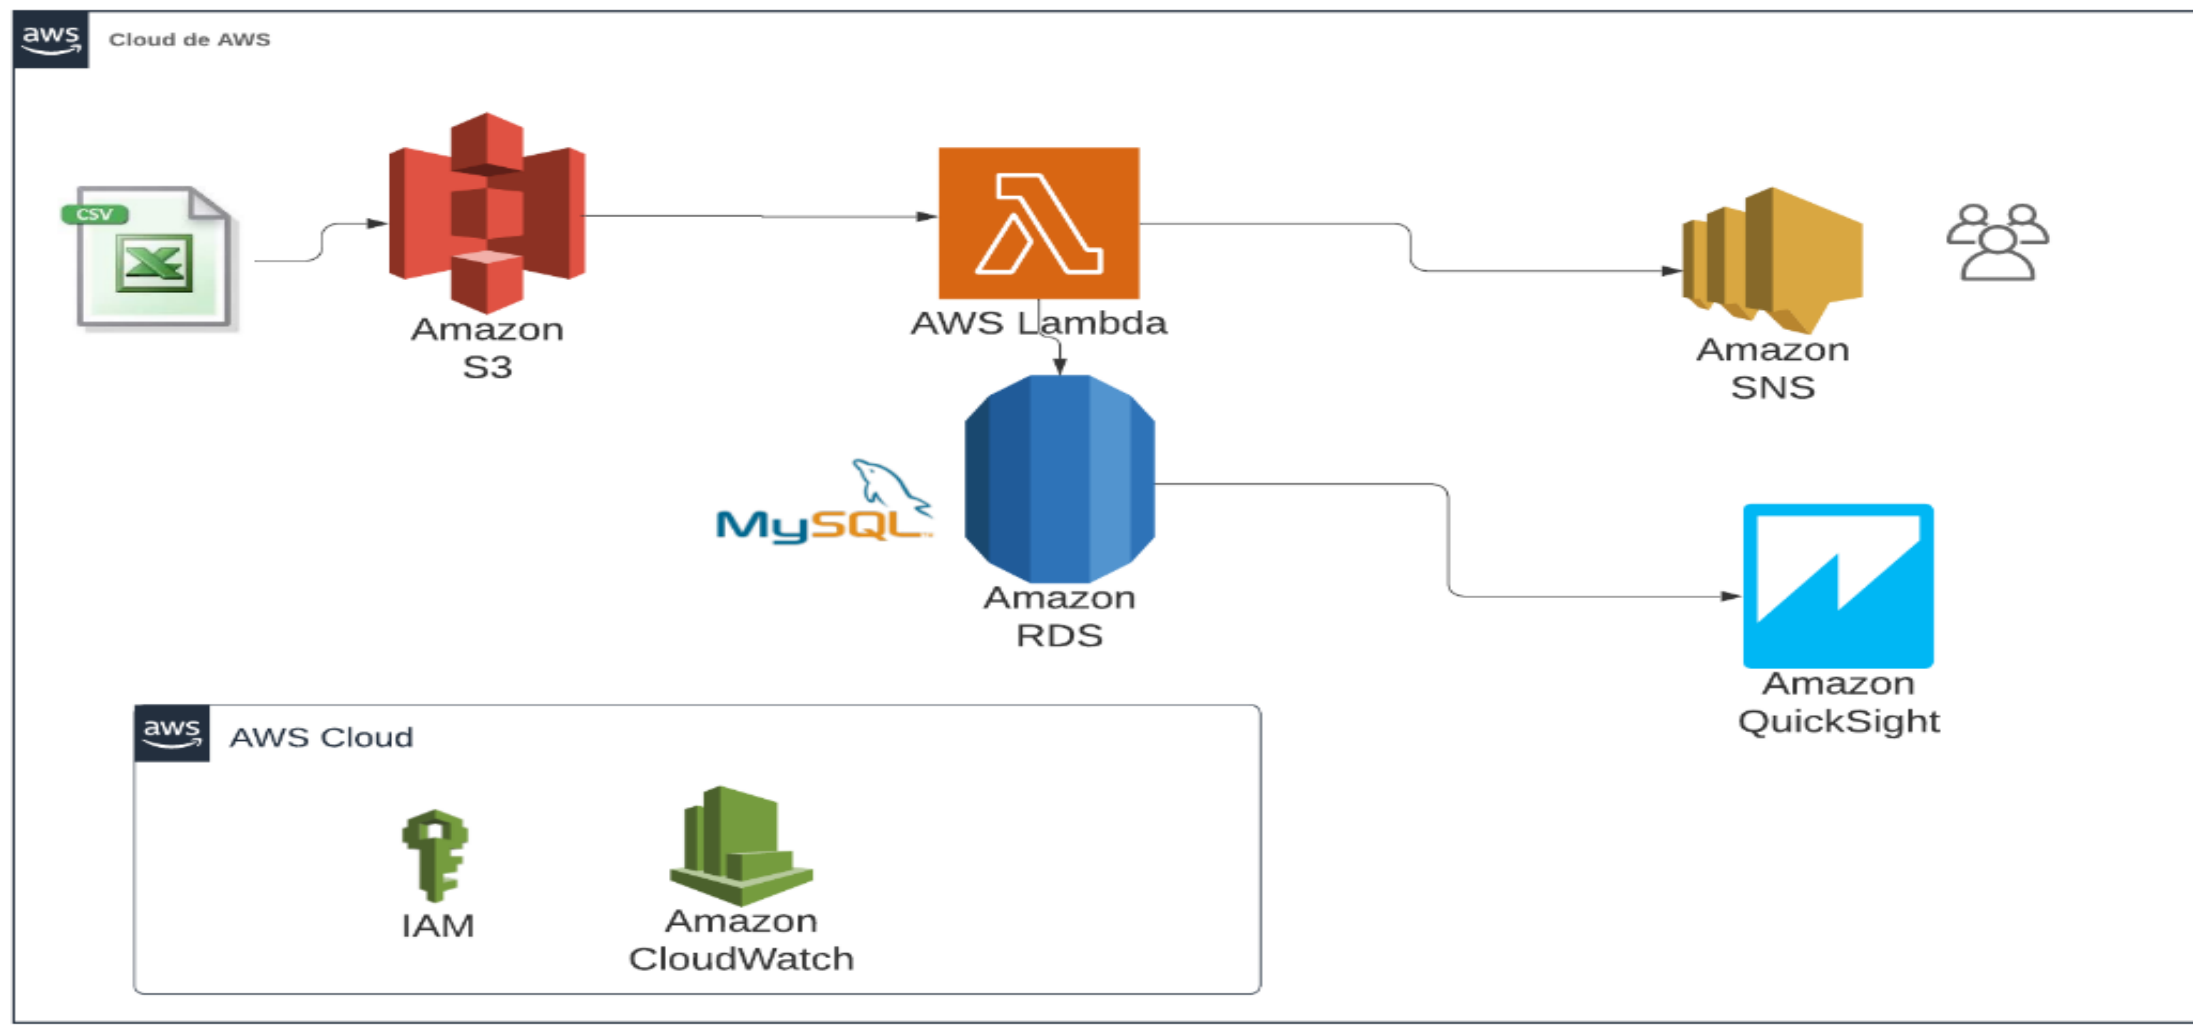 aws
Cloud de AWS
CSV
Amazon
S3
AWS Lambda
Amazon
SNS
MySQL
Amazon
RDS
Amazon
QuickSight
aws
AWS Cloud
IAM
Amazon
CloudWatch